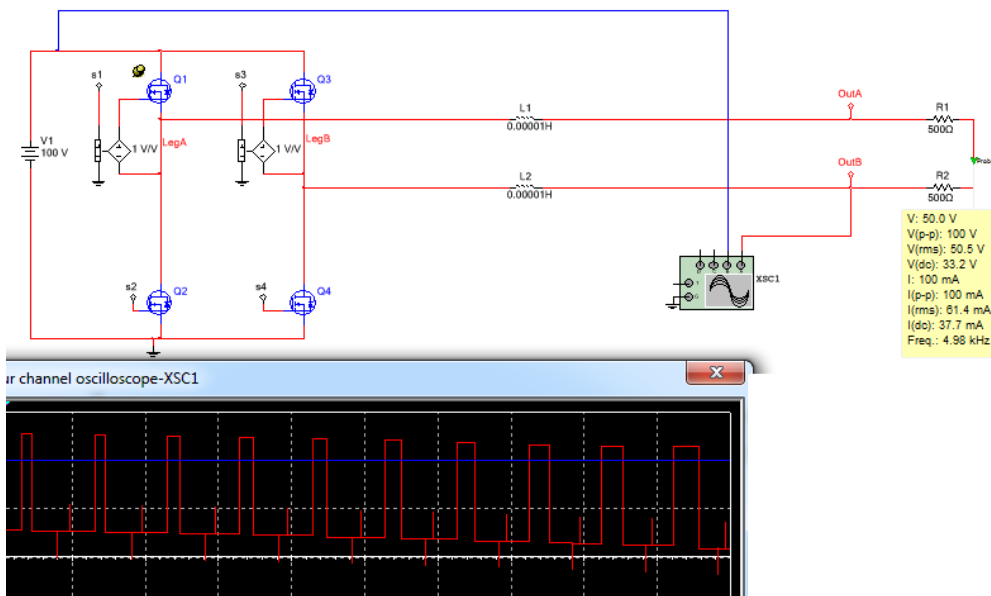 s1
Q1
s3
Q3
V1
100 V
1 V/V
LegA
1 V/V
LegB
L1
0.00001H
L2
0.00001H
OutA
OutB
R1
500Ω
R2
500Ω
s2
Q2
s4
Q4
XSC1
V: 50.0 V
V(p-p): 100 V
V(rms): 50.5 V
V(dc): 33.2 V
I: 100 mA
I(p-p): 100 mA
I(rms): 61.4 mA
I(dc): 37.7 mA
Freq.: 4.98 kHz
ur channel oscilloscope-XSC1